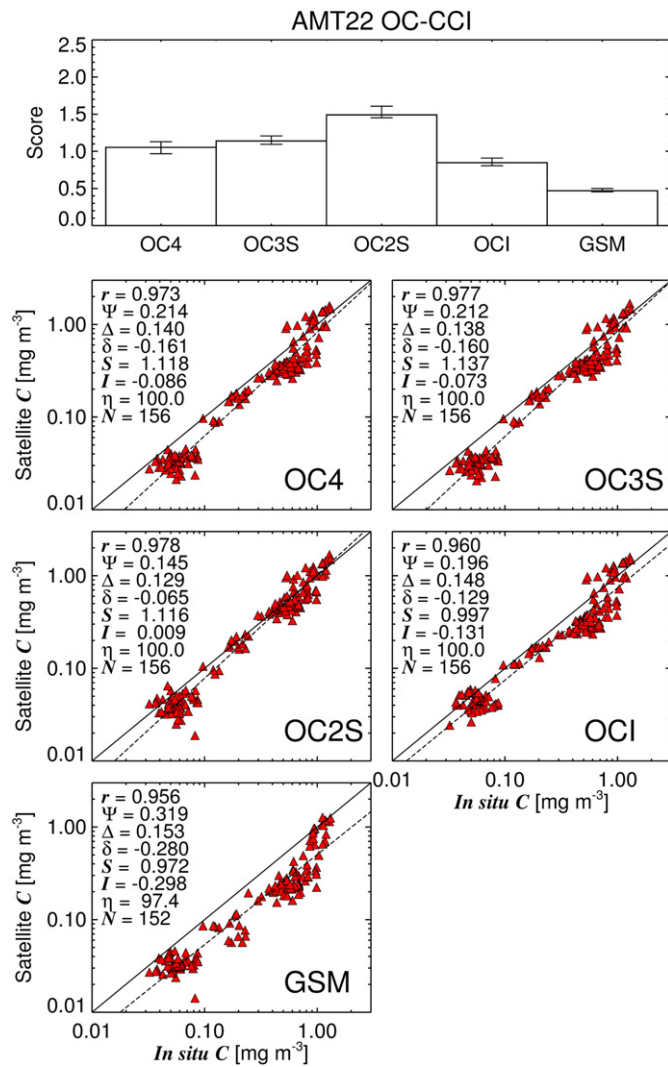 AMT22 OC-CCI
2.5
2.0
1.5
1.0
0.5
0.0
Score
OC4 OC3S OC2S OCI GSM
r = 0.973
Ψ = 0.214
Δ = 0.140
δ = -0.161
S = 1.118
I = -0.086
η = 100.0
N = 156
OC4
1.00
0.10
0.01
Satellite C [mg m-3]
r = 0.977
Ψ = 0.212
Δ = 0.138
δ = -0.160
S = 1.137
I = -0.073
η = 100.0
N = 156
OC3S
r = 0.978
Ψ = 0.145
Δ = 0.129
δ = -0.065
S = 1.116
I = 0.009
η = 100.0
N = 156
OC2S
1.00
0.10
0.01
Satellite C [mg m-3]
r = 0.960
Ψ = 0.196
Δ = 0.148
δ = -0.129
S = 0.997
I = -0.131
η = 100.0
N = 156
OCI
0.01 0.10 1.00
In situ C [mg m-3]
r = 0.956
Ψ = 0.319
Δ = 0.153
δ = -0.280
S = 0.972
I = -0.298
η = 97.4
N = 152
GSM
1.00
0.10
0.01
Satellite C [mg m-3]
0.01 0.10 1.00
In situ C [mg m-3]